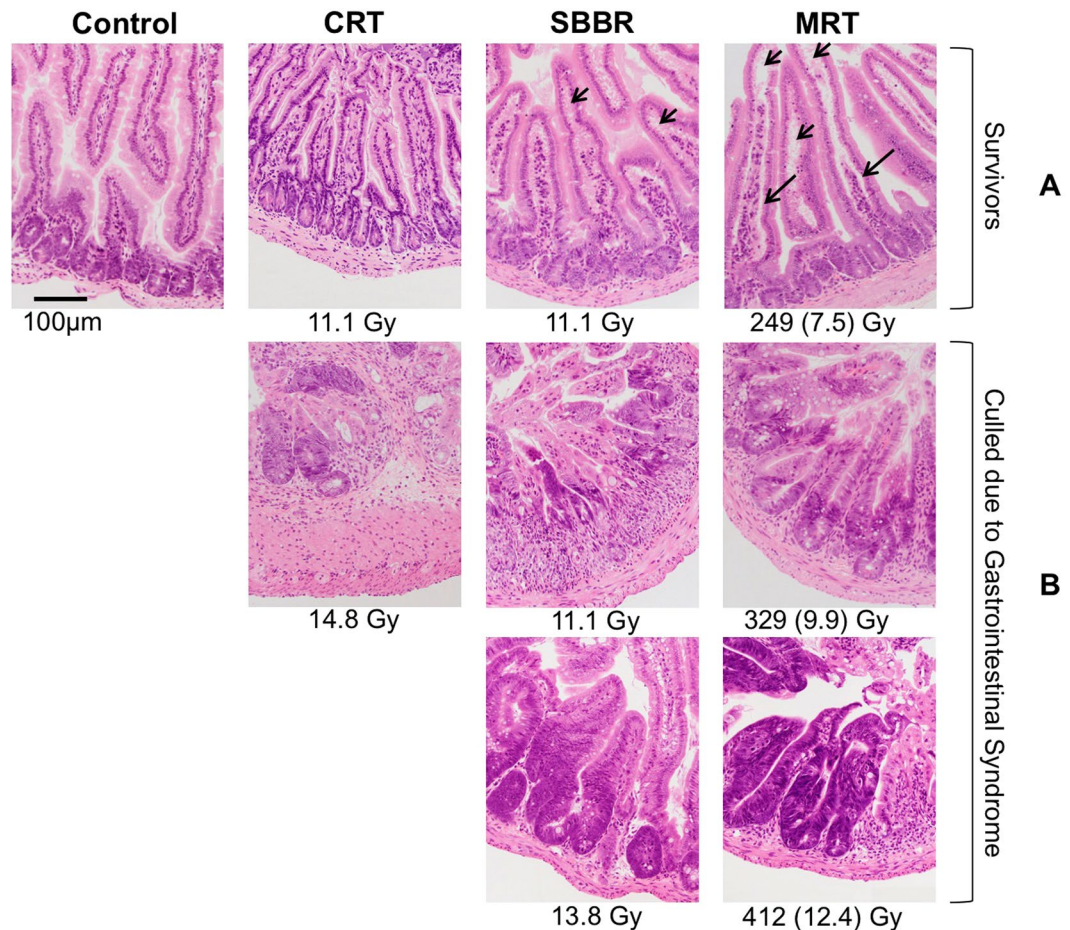 Control CRT SBBR MRT
Survivors
A
100μm
11.1 Gy 11.1 Gy 249 (7.5) Gy
Culled due to Gastrointestinal Syndrome
B
14.8 Gy 11.1 Gy 329 (9.9) Gy
13.8 Gy 412 (12.4) Gy